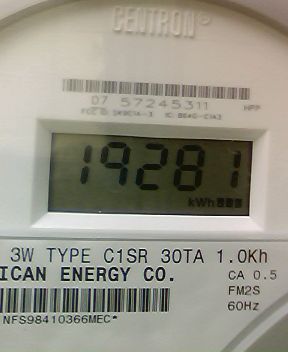 CENTRON
07 57245311 HPP
19281
kWh
3W TYPE C1SR 30TA 1.0Kh
ICAN ENERGY CO. CA 0.5
FM2S
60Hz
NFS98410366MEC*